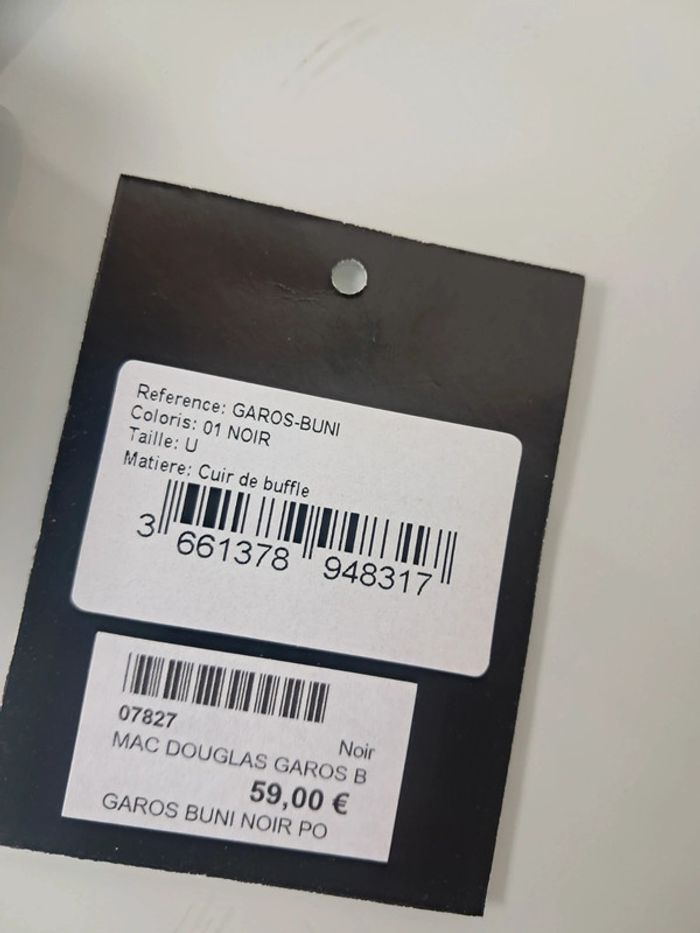 Reference: GAROS-BUNI
Coloris: 01 NOIR
Taille: U
Matiere: Cuir de buffle
3 661378 948317
07827
Noir
MAC DOUGLAS GAROS B
59,00 €
GAROS BUNI NOIR PO